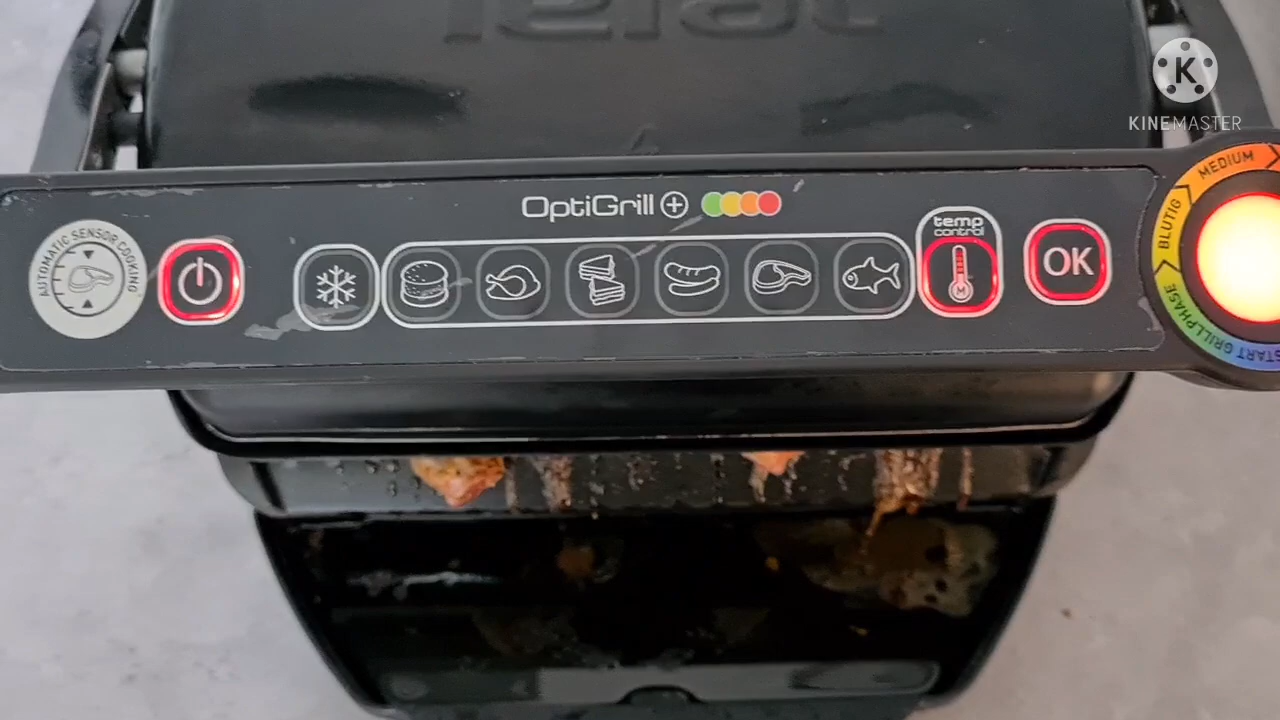 Tefal
KINEMASTER
OptiGrill+
AUTOMATIC SENSOR COOKING
temp
control
M
OK
START GRILLPHASE
BLUTIG
MEDIUM